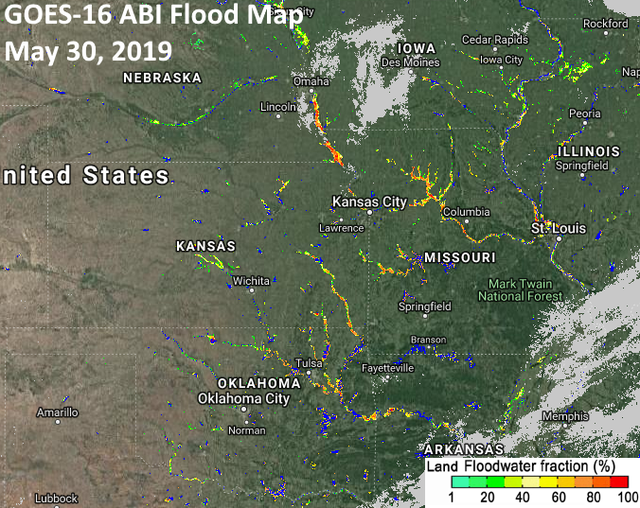 GOES-16 ABI Flood Map
May 30, 2019
City
Rockford
IOWA
Cedar Rapids
Des Moines
Iowa City
NEBRASKA
Omaha
Nap
Lincoln
Peoria
ILLINOIS
Springfield
nited States
Kansas City
Columbia
Lawrence
St. Louis
KANSAS
MISSOURI
Wichita
Mark Twain
National Forest
Springfield
Branson
Tulsa
Fayetteville
OKLAHOMA
Oklahoma City
Amarillo
Memphis
Norman
ARKANSAS
Land Floodwater fraction (%)
1 20 40 60 80 100
Lubbock